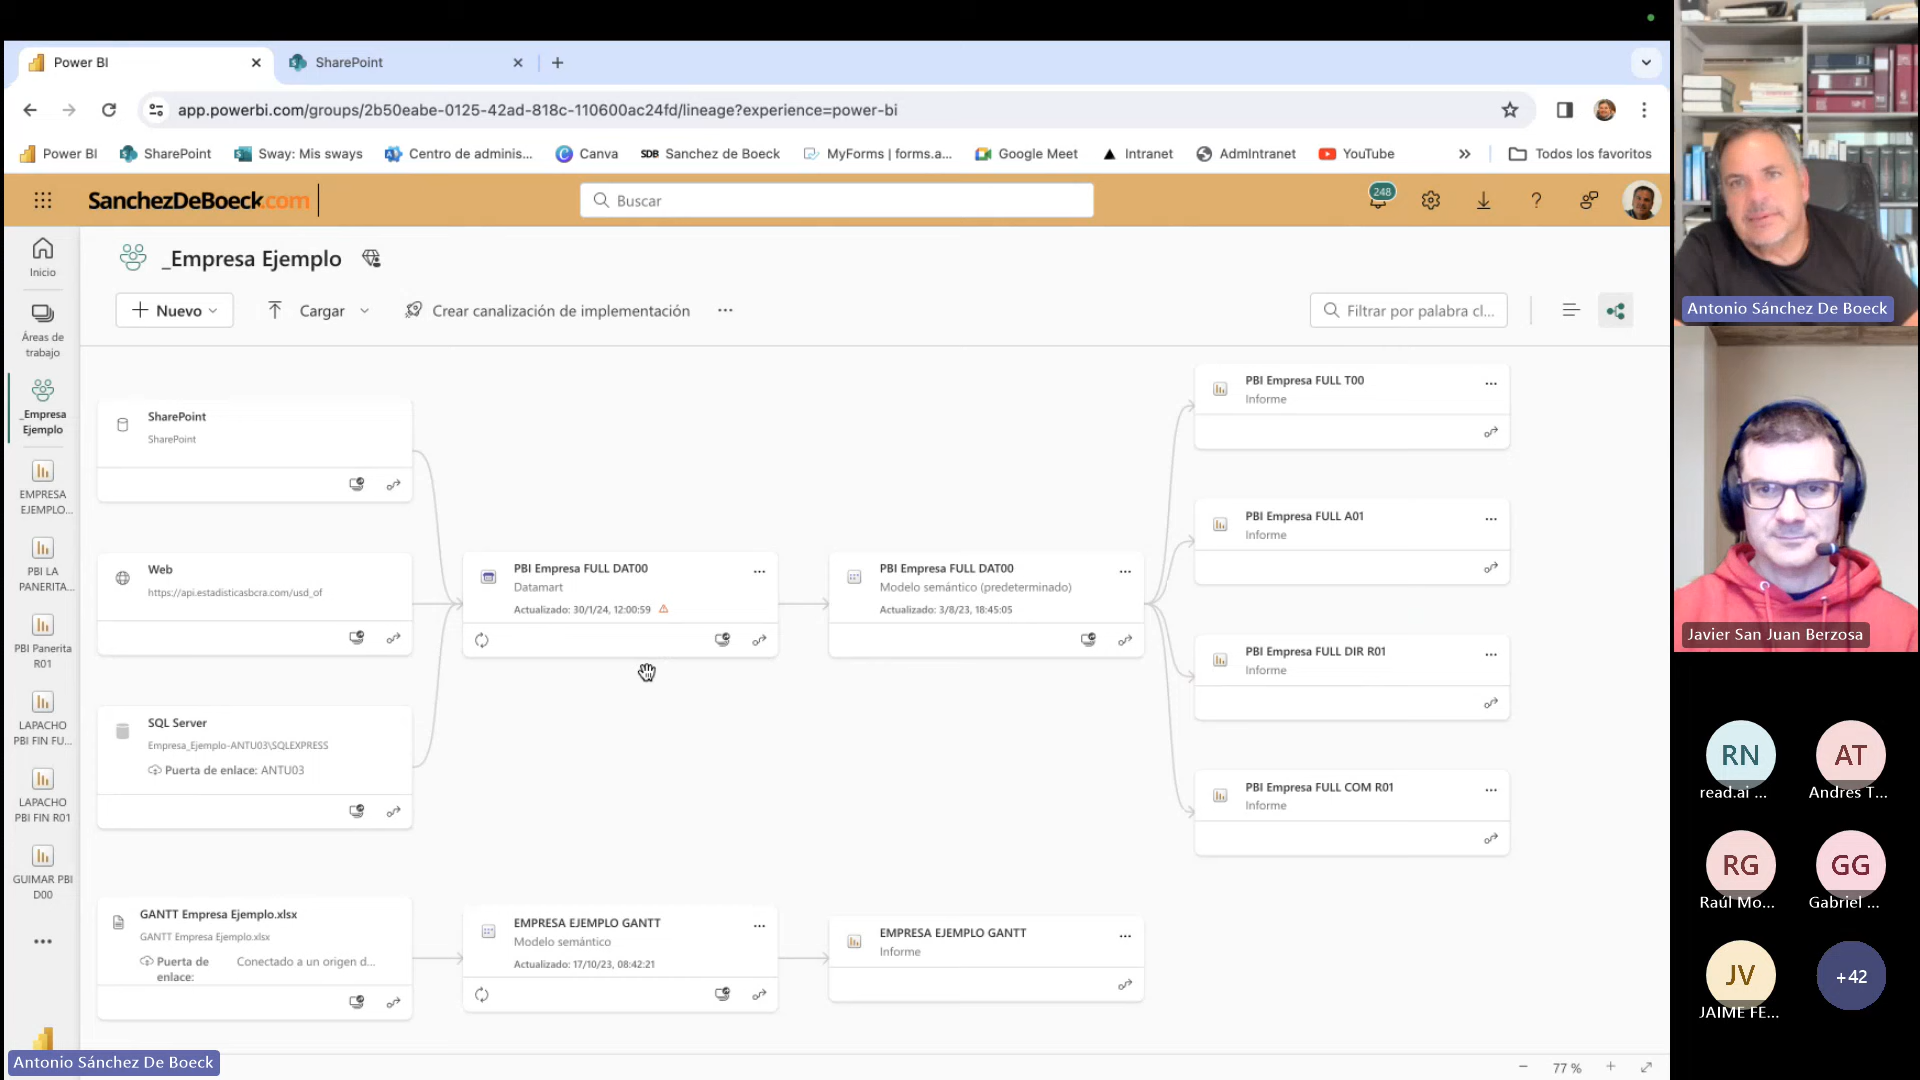 Power BI
SharePoint
app.powerbi.com/groups/2b50eabe-0125-42ad-818c-110600ac24fd/lineage?experience=power-bi
Power BI
SharePoint
Sway: Mis sways
Centro de adminis...
Canva
SDB Sanchez de Boeck
MyForms | forms.a...
Google Meet
Intranet
AdmIntranet
YouTube
Todos los favoritos
SanchezDeBoeck.com
Buscar
248
_Empresa Ejemplo
Nuevo
Cargar
Crear canalización de implementación
Filtrar por palabra cl...
Inicio
Áreas de
trabajo
_Empresa
Ejemplo
EMPRESA
EJEMPLO...
PBI LA
PANERITA...
PBI Panerita
R01
LAPACHO
PBI FIN FU...
LAPACHO
PBI FIN R01
GUIMAR PBI
D00
SharePoint
SharePoint
Web
https://api.estadisticasbcra.com/usd_of
SQL Server
Empresa_Ejemplo-ANTU03\SQLEXPRESS
Puerta de enlace: ANTU03
GANTT Empresa Ejemplo.xlsx
GANTT Empresa Ejemplo.xlsx
Puerta de enlace:
Conectado a un origen d...
PBI Empresa FULL DAT00
Datamart
Actualizado: 30/1/24, 12:00:59
EMPRESA EJEMPLO GANTT
Modelo semántico
Actualizado: 17/10/23, 08:42:21
PBI Empresa FULL DAT00
Modelo semántico (predeterminado)
Actualizado: 3/8/23, 18:45:05
EMPRESA EJEMPLO GANTT
Informe
PBI Empresa FULL T00
Informe
PBI Empresa FULL A01
Informe
PBI Empresa FULL DIR R01
Informe
PBI Empresa FULL COM R01
Informe
77 %
Antonio Sánchez De Boeck
Antonio Sánchez De Boeck
Javier San Juan Berzosa
RN
read.ai ...
AT
Andres T...
RG
Raúl Mo...
GG
Gabriel ...
JV
JAIME FE...
+42